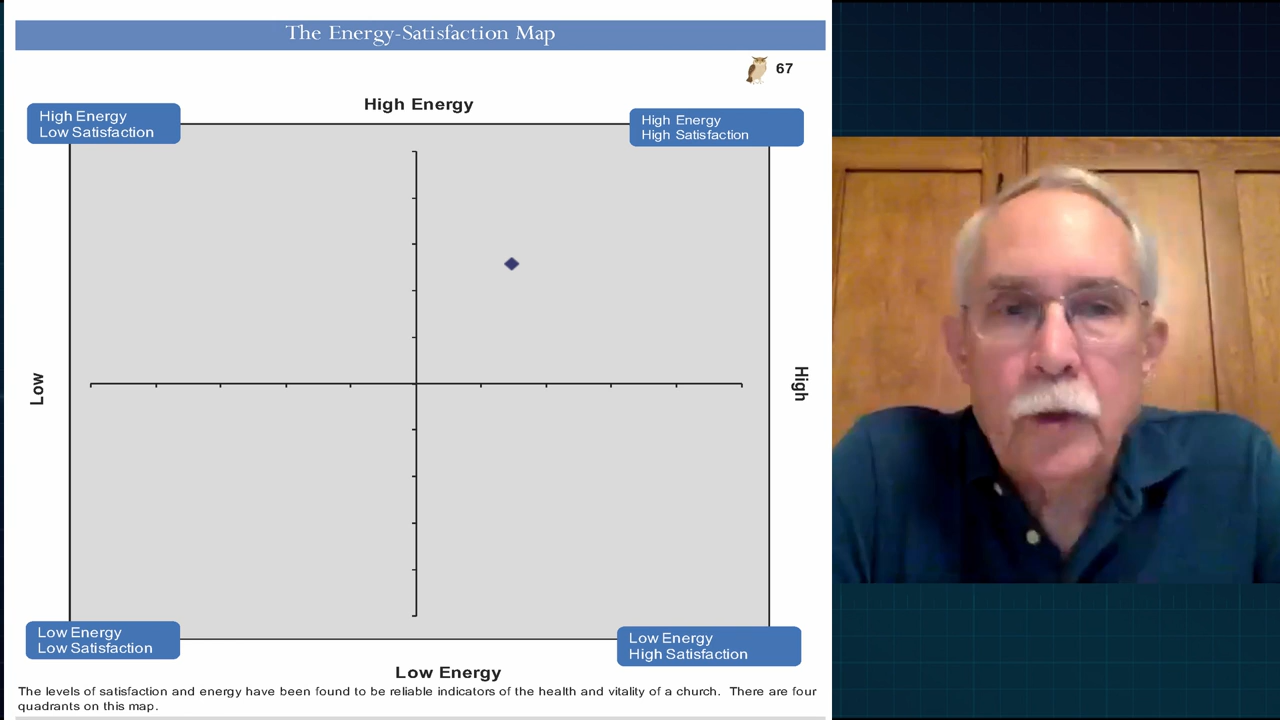 The Energy-Satisfaction Map
67
High Energy
High Energy
Low Satisfaction
High Energy
High Satisfaction
Low
High
Low Energy
Low Satisfaction
Low Energy
High Satisfaction
Low Energy
The levels of satisfaction and energy have been found to be reliable indicators of the health and vitality of a church. There are four
quadrants on this map.